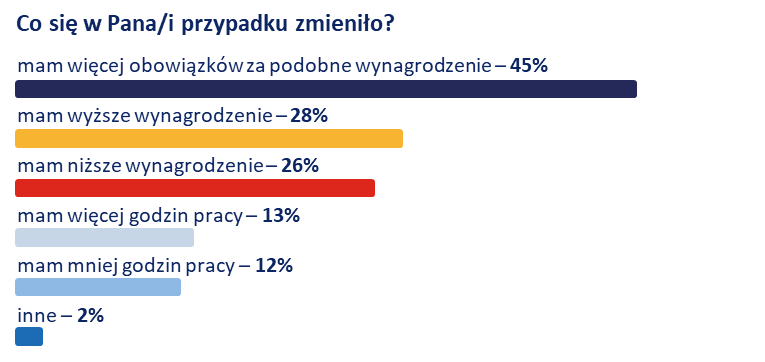 Co się w Pana/i przypadku zmieniło?
mam więcej obowiązków za podobne wynagrodzenie – 45%
mam wyższe wynagrodzenie – 28%
mam niższe wynagrodzenie – 26%
mam więcej godzin pracy – 13%
mam mniej godzin pracy – 12%
inne – 2%